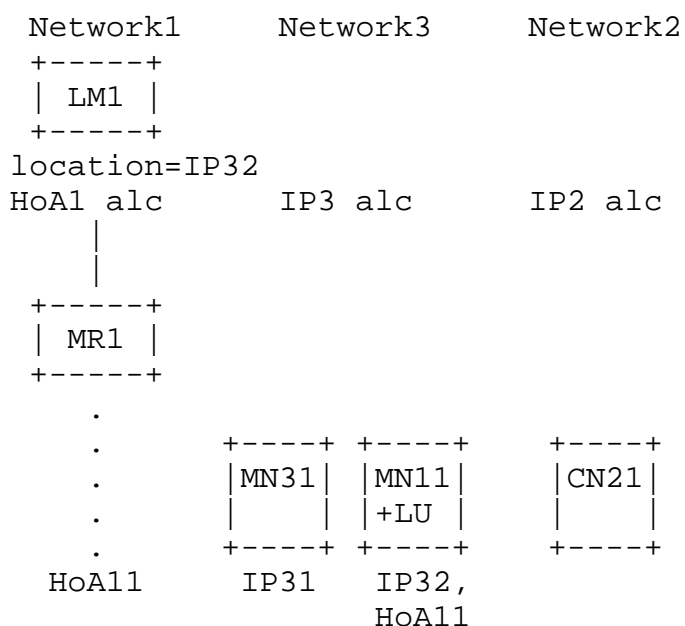 Network1 Network3 Network2
LM1
location=IP32
HoA1 alc IP3 alc IP2 alc
MR1
MN31 MN11 CN21
+LU
HoA11 IP31 IP32,
HoA11